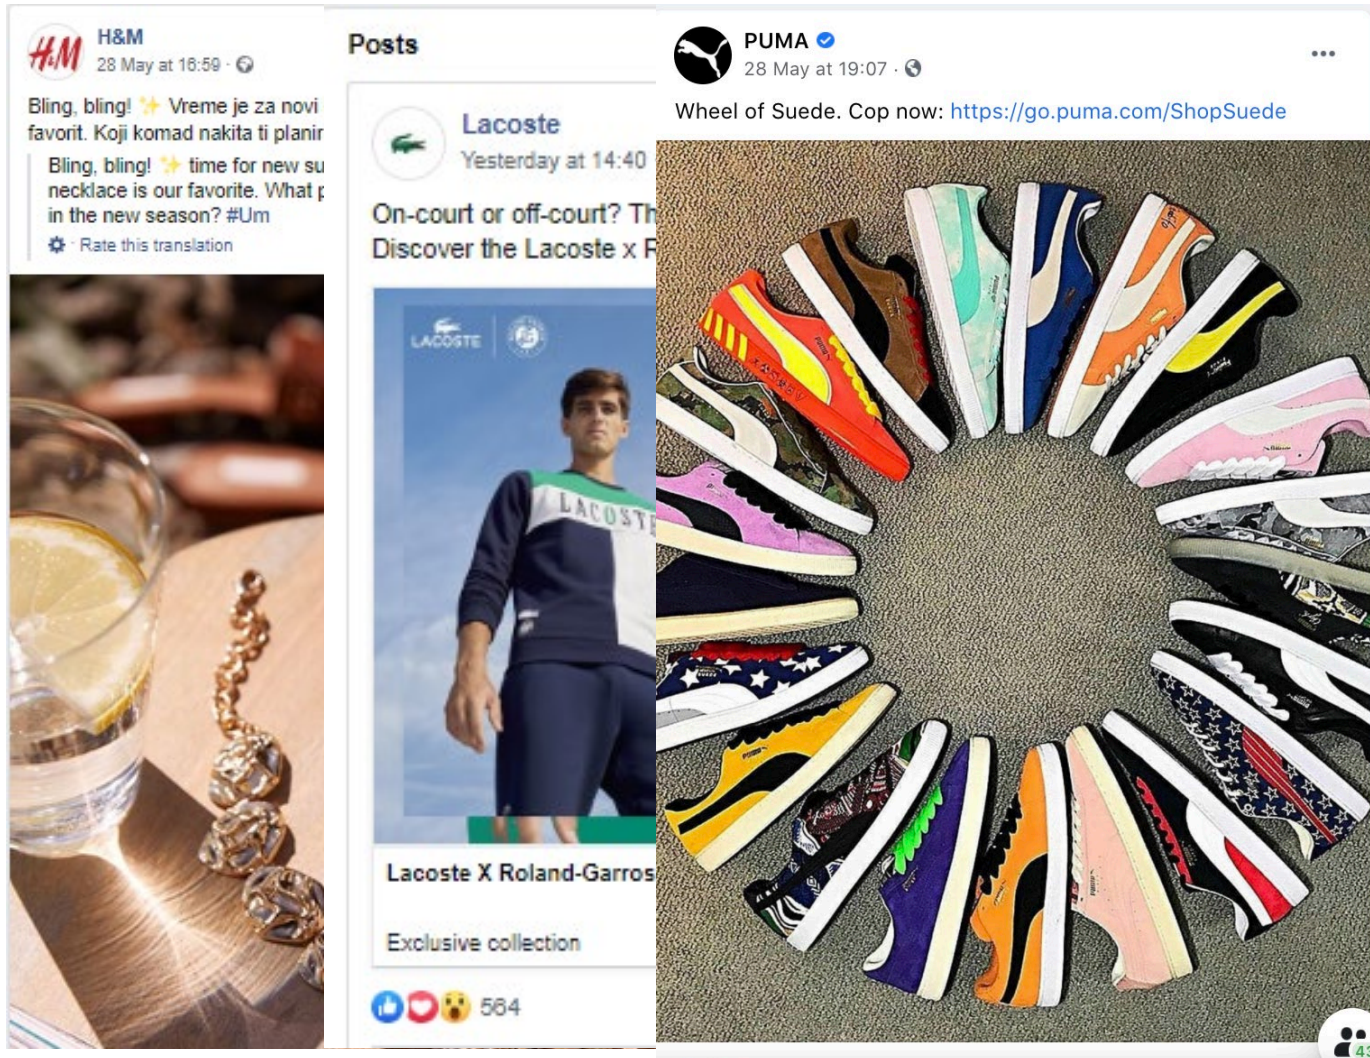 H&M
28 May at 16:59 ·
Bling, bling! ✨ Vreme je za novi
favorit. Koji komad nakita ti planir
Bling, bling! ✨ time for new su
necklace is our favorite. What p
in the new season? #Um
· Rate this translation
Posts
Lacoste
Yesterday at 14:40
On-court or off-court? Th
Discover the Lacoste x R
LACOSTE
LACOSTE
Lacoste X Roland-Garros
Exclusive collection
564
PUMA
28 May at 19:07 ·
Wheel of Suede. Cop now: https://go.puma.com/ShopSuede